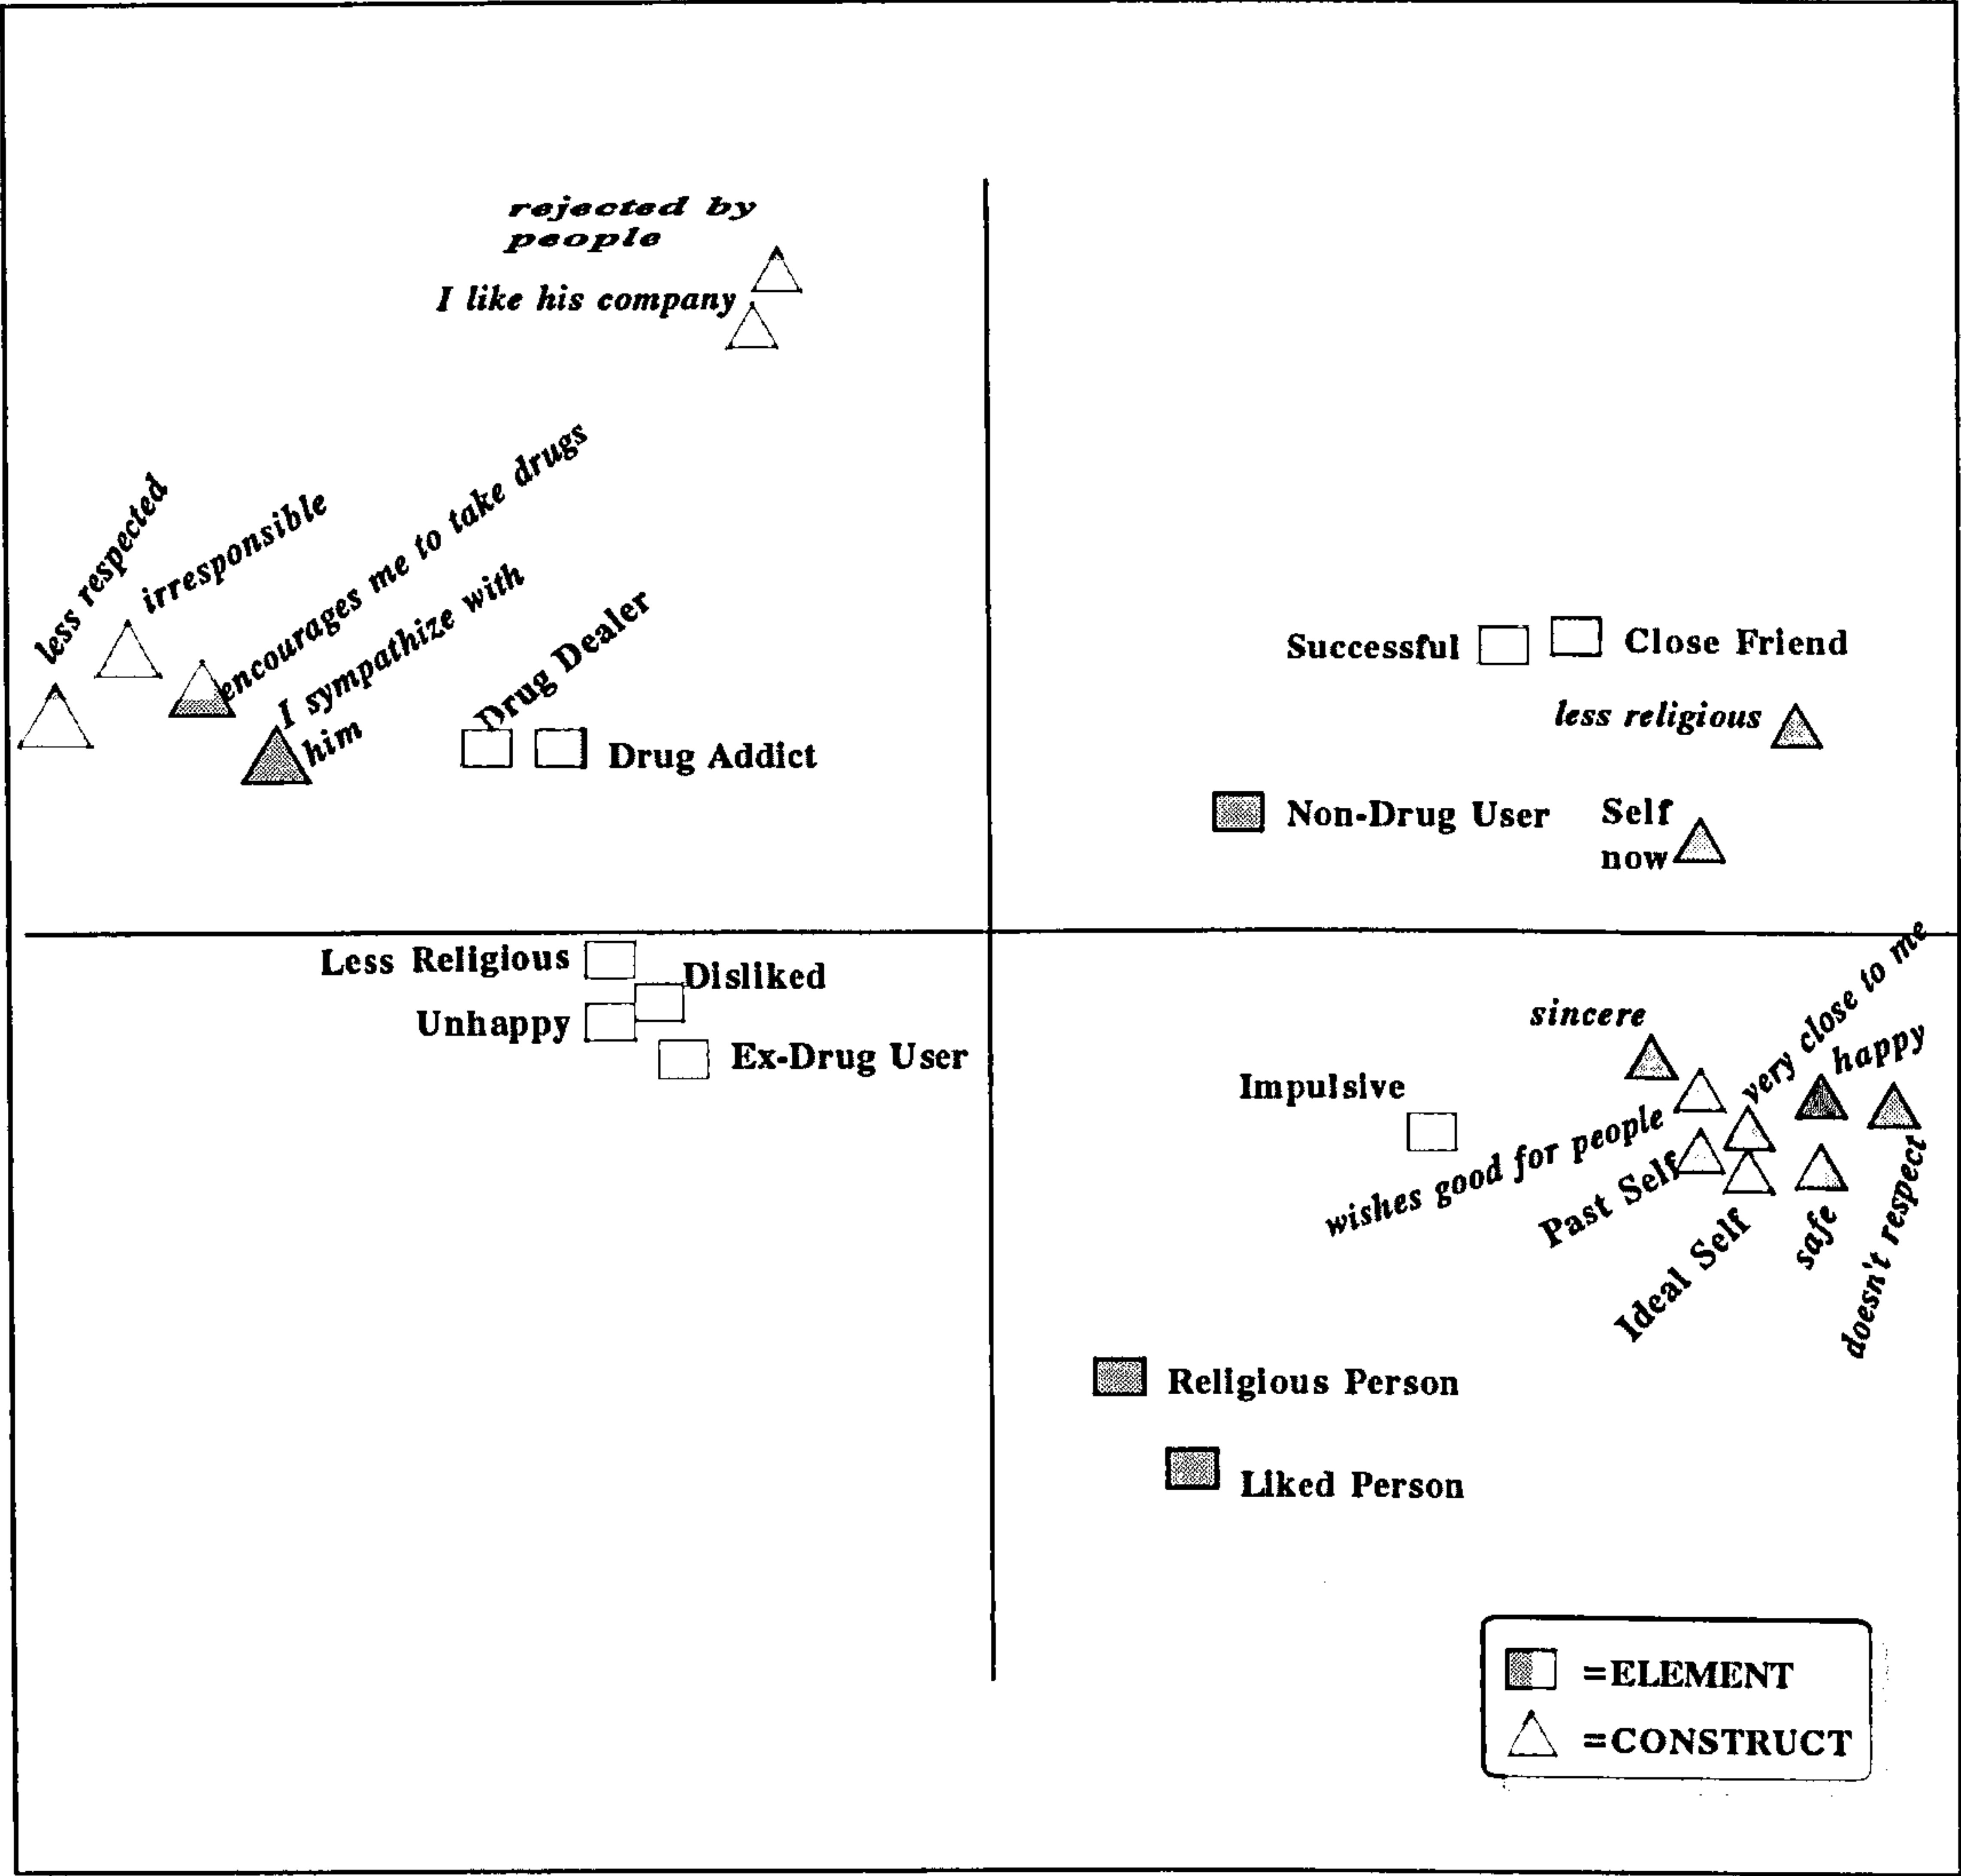 rejected by
people
I like his company
less respected
irresponsible
encourages me to take drugs
I sympathize with
him
Drug Dealer
Drug Addict
Successful
Close Friend
less religious
Non-Drug User
Self
now
Less Religious
Disliked
Unhappy
Ex-Drug User
sincere
very close to me
happy
Impulsive
wishes good for people
Past Self
Ideal Self
safe
doesn't respect
Religious Person
Liked Person
=ELEMENT
=CONSTRUCT